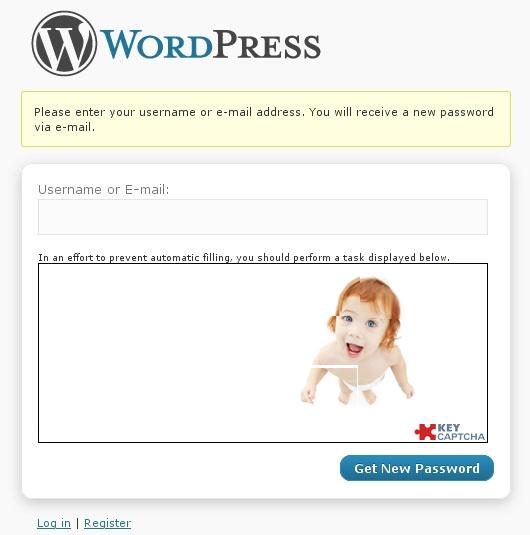 WORDPRESS
Please enter your username or e-mail address. You will receive a new password
via e-mail.
Username or E-mail:
In an effort to prevent automatic filling, you should perform a task displayed below.
KEY
CAPTCHA
Get New Password
Log in | Register